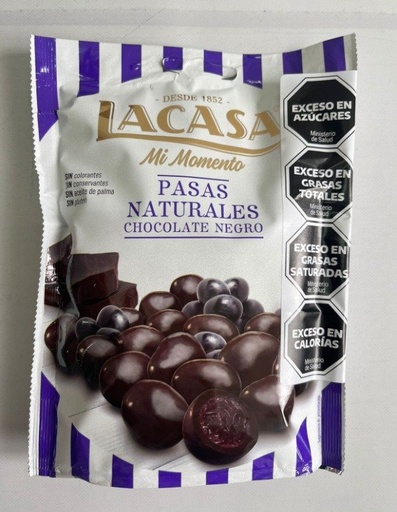 - DESDE 1852 -
LACASA
Mi Momento
SIN colorantes
SIN conservantes
SIN aceite de palma
SIN gluten
PASAS
NATURALES
CHOCOLATE NEGRO
EXCESO EN
AZÚCARES
Ministerio
de Salud
EXCESO EN
GRASAS
TOTALES
Ministerio
de Salud
EXCESO EN
GRASAS
SATURADAS
Ministerio
de Salud
EXCESO EN
CALORÍAS
Ministerio
de Salud